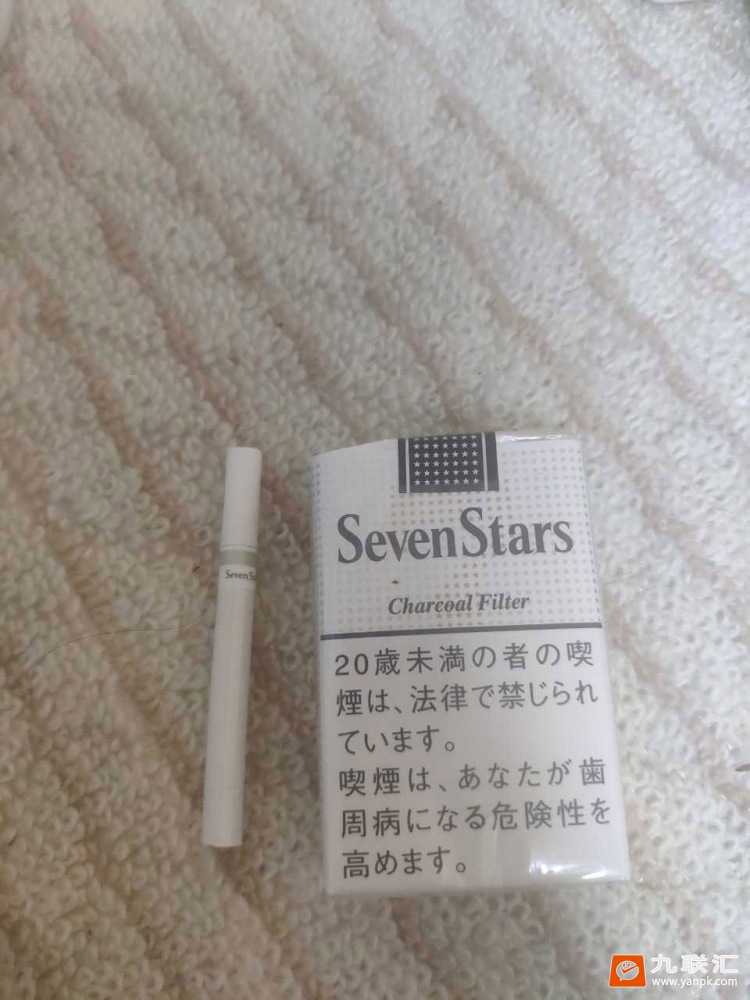 SevenStars
Charcoal Filter
20歳未満の者の喫
煙は、法律で禁じられ
ています。
喫煙は、あなたが歯
周病になる危険性を
高めます。
SevenS
九联汇
www.yanpk.com